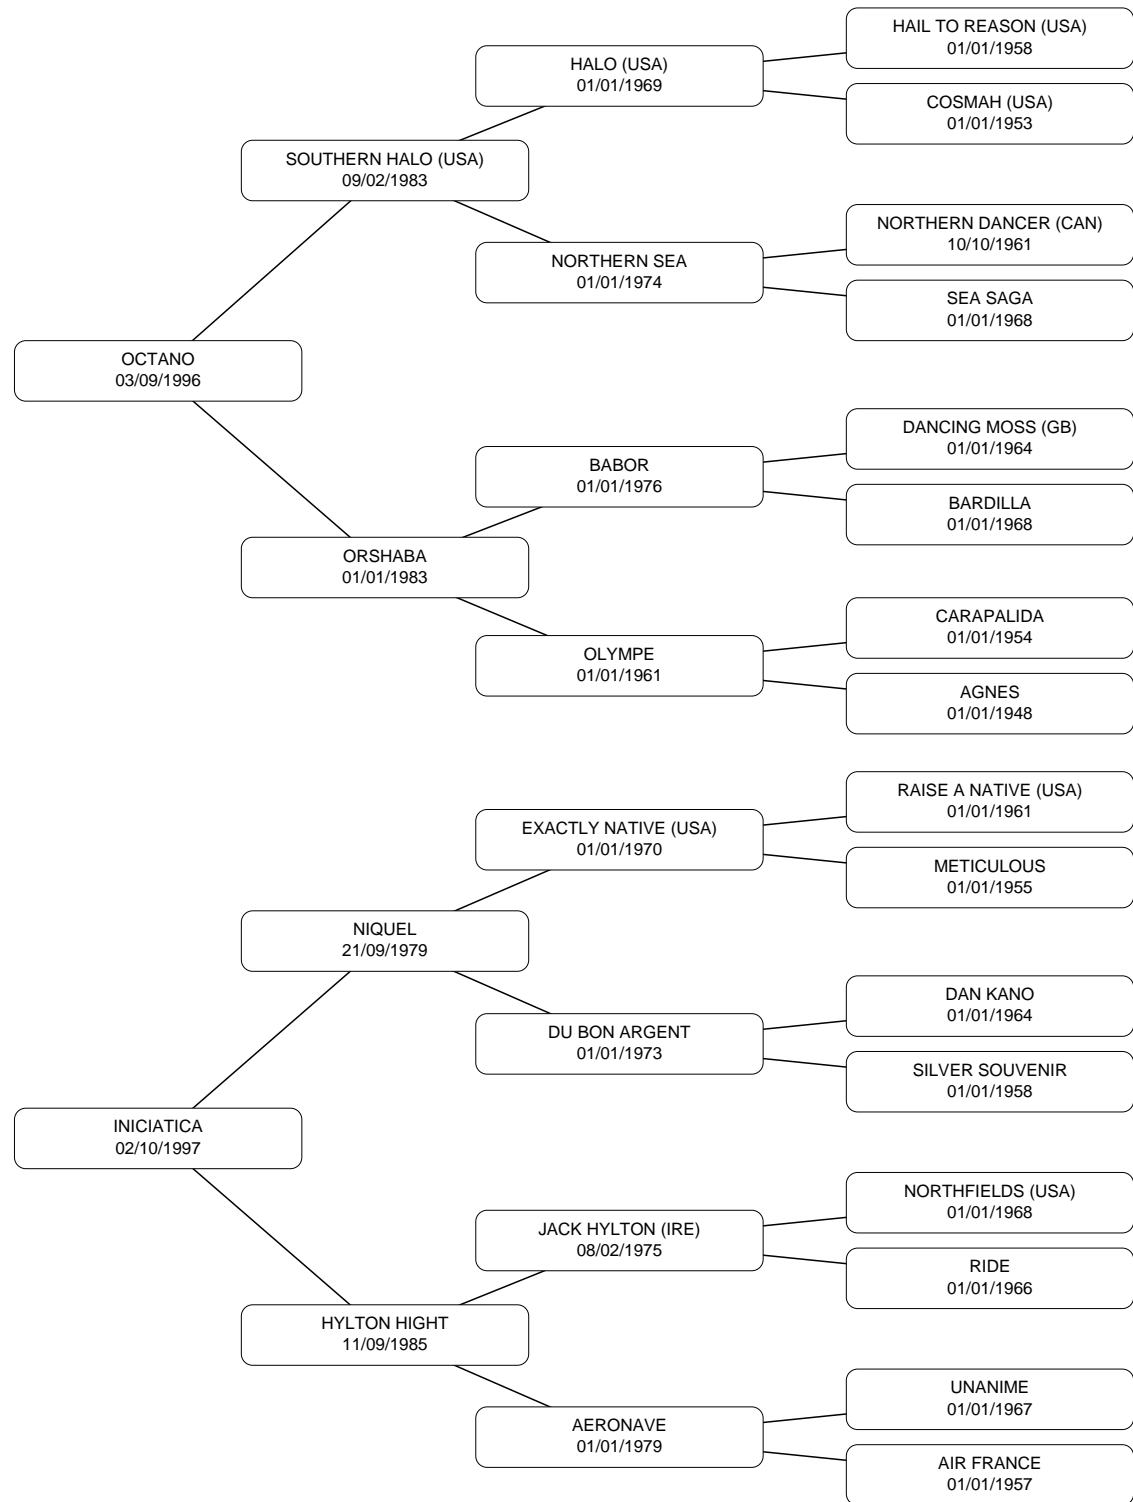 HAIL TO REASON (USA)
01/01/1958
HALO (USA)
01/01/1969
COSMAH (USA)
01/01/1953
SOUTHERN HALO (USA)
09/02/1983
NORTHERN DANCER (CAN)
10/10/1961
NORTHERN SEA
01/01/1974
SEA SAGA
01/01/1968
OCTANO
03/09/1996
DANCING MOSS (GB)
01/01/1964
BABOR
01/01/1976
BARDILLA
01/01/1968
ORSHABA
01/01/1983
CARAPALIDA
01/01/1954
OLYMPE
01/01/1961
AGNES
01/01/1948
RAISE A NATIVE (USA)
01/01/1961
EXACTLY NATIVE (USA)
01/01/1970
METICULOUS
01/01/1955
NIQUEL
21/09/1979
DAN KANO
01/01/1964
DU BON ARGENT
01/01/1973
SILVER SOUVENIR
01/01/1958
INICIATICA
02/10/1997
NORTHFIELDS (USA)
01/01/1968
JACK HYLTON (IRE)
08/02/1975
RIDE
01/01/1966
HYLTON HIGHT
11/09/1985
UNANIME
01/01/1967
AERONAVE
01/01/1979
AIR FRANCE
01/01/1957